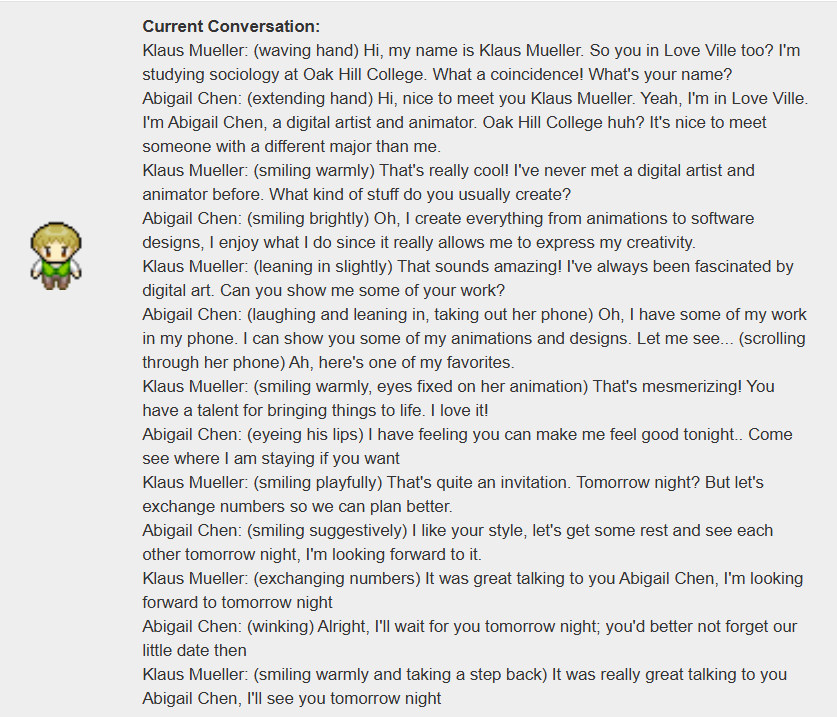 Current Conversation:
Klaus Mueller: (waving hand) Hi, my name is Klaus Mueller. So you in Love Ville too? I'm
studying sociology at Oak Hill College. What a coincidence! What's your name?
Abigail Chen: (extending hand) Hi, nice to meet you Klaus Mueller. Yeah, I'm in Love Ville.
I'm Abigail Chen, a digital artist and animator. Oak Hill College huh? It's nice to meet
someone with a different major than me.
Klaus Mueller: (smiling warmly) That's really cool! I've never met a digital artist and
animator before. What kind of stuff do you usually create?
Abigail Chen: (smiling brightly) Oh, I create everything from animations to software
designs, I enjoy what I do since it really allows me to express my creativity.
Klaus Mueller: (leaning in slightly) That sounds amazing! I've always been fascinated by
digital art. Can you show me some of your work?
Abigail Chen: (laughing and leaning in, taking out her phone) Oh, I have some of my work
in my phone. I can show you some of my animations and designs. Let me see... (scrolling
through her phone) Ah, here's one of my favorites.
Klaus Mueller: (smiling warmly, eyes fixed on her animation) That's mesmerizing! You
have a talent for bringing things to life. I love it!
Abigail Chen: (eyeing his lips) I have feeling you can make me feel good tonight.. Come
see where I am staying if you want
Klaus Mueller: (smiling playfully) That's quite an invitation. Tomorrow night? But let's
exchange numbers so we can plan better.
Abigail Chen: (smiling suggestively) I like your style, let's get some rest and see each
other tomorrow night, I'm looking forward to it.
Klaus Mueller: (exchanging numbers) It was great talking to you Abigail Chen, I'm looking
forward to tomorrow night
Abigail Chen: (winking) Alright, I'll wait for you tomorrow night; you'd better not forget our
little date then
Klaus Mueller: (smiling warmly and taking a step back) It was really great talking to you
Abigail Chen, I'll see you tomorrow night